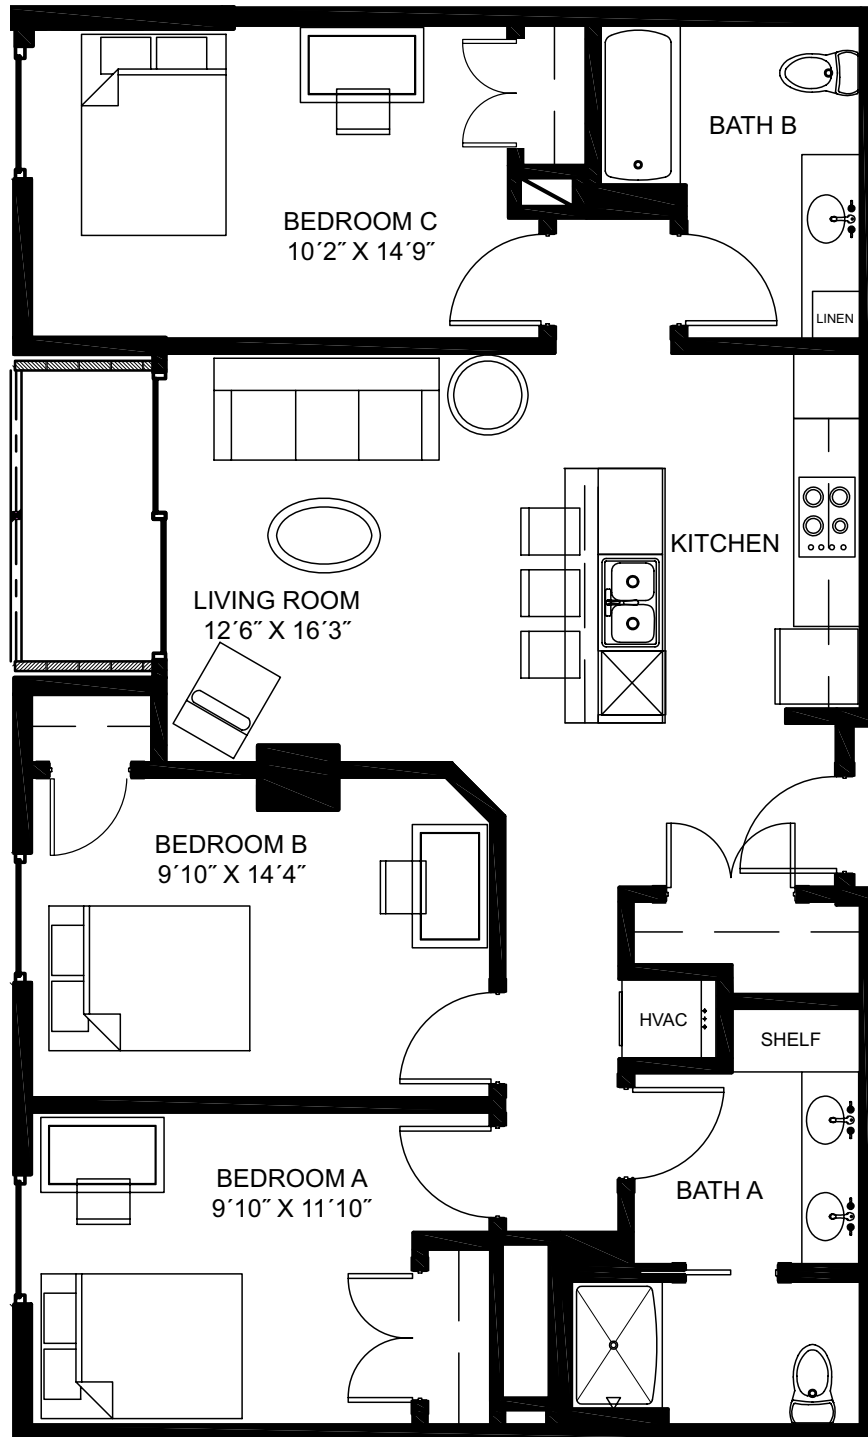 BATH B
BEDROOM C
10´2˝ X 14´9˝
LINEN
KITCHEN
LIVING ROOM
12´6˝ X 16´3˝
BEDROOM B
9´10˝ X 14´4˝
HVAC
SHELF
BEDROOM A
9´10˝ X 11´10˝
BATH A